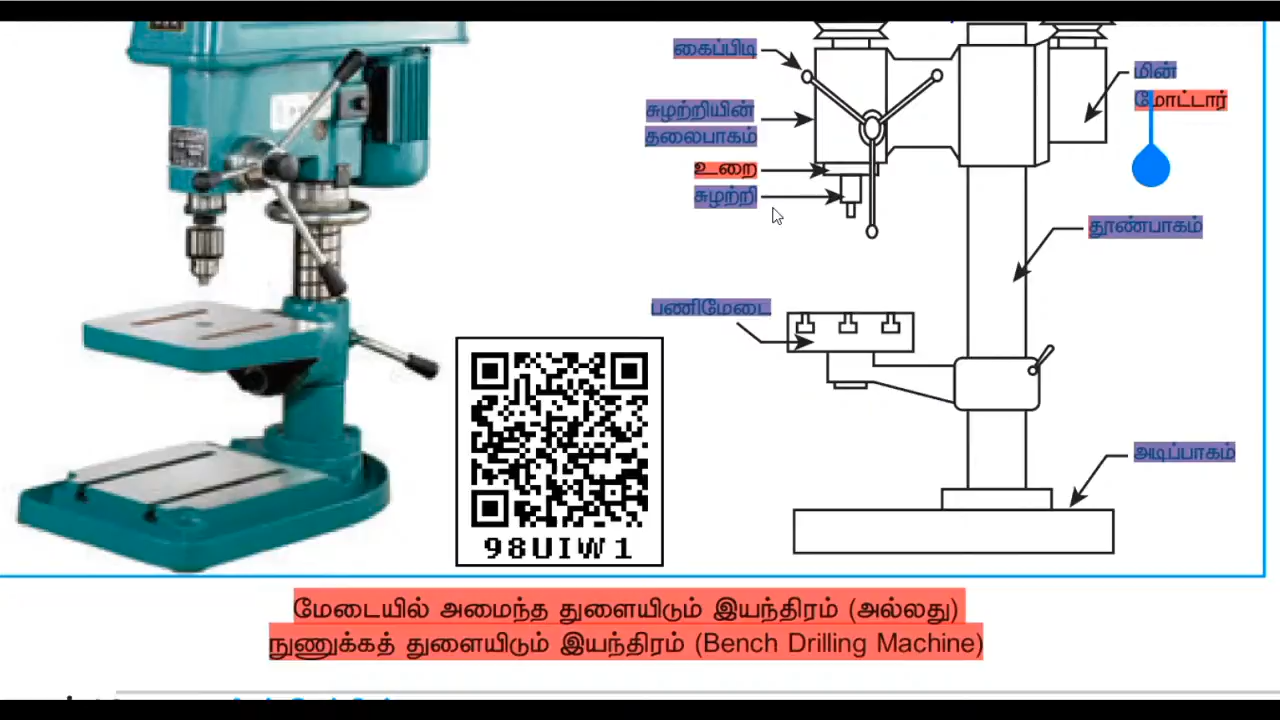 கைப்பிடி
சுழற்றியின்
தலைபாகம்
உறை
சுழற்றி
பணிமேடை
மின்
மோட்டார்
தூண்பாகம்
அடிப்பாகம்
98UIW1
மேடையில் அமைந்த துளையிடும் இயந்திரம் (அல்லது)
நுணுக்கத் துளையிடும் இயந்திரம் (Bench Drilling Machine)